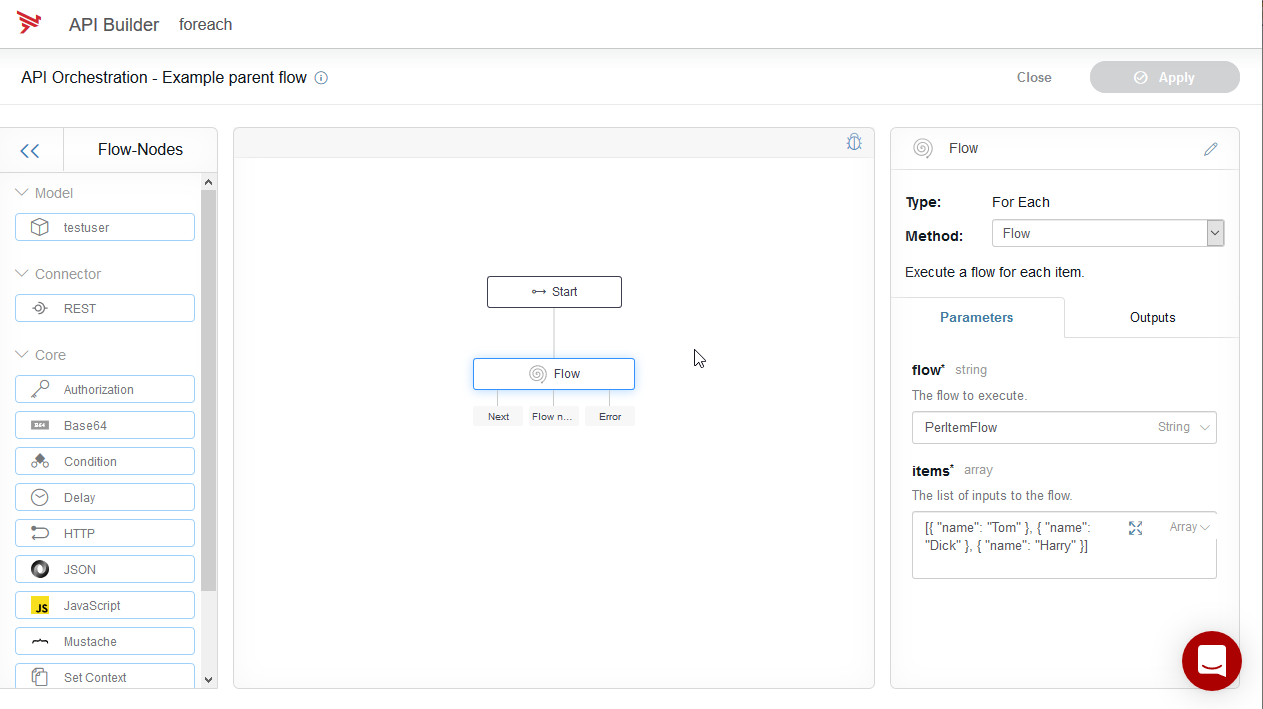 API Builder foreach
API Orchestration - Example parent flow
Close
Apply
Flow-Nodes
Model
testuser
Connector
REST
Core
Authorization
B64 Base64
Condition
Delay
HTTP
JSON
JS JavaScript
Mustache
Set Context
Start
Flow
Next Flow n... Error
Flow
Type: For Each
Method: Flow
Execute a flow for each item.
Parameters Outputs
flow* string
The flow to execute.
PerItemFlow String
items* array
The list of inputs to the flow.
[{ "name": "Tom" }, { "name": Array
"Dick" }, { "name": "Harry" }]